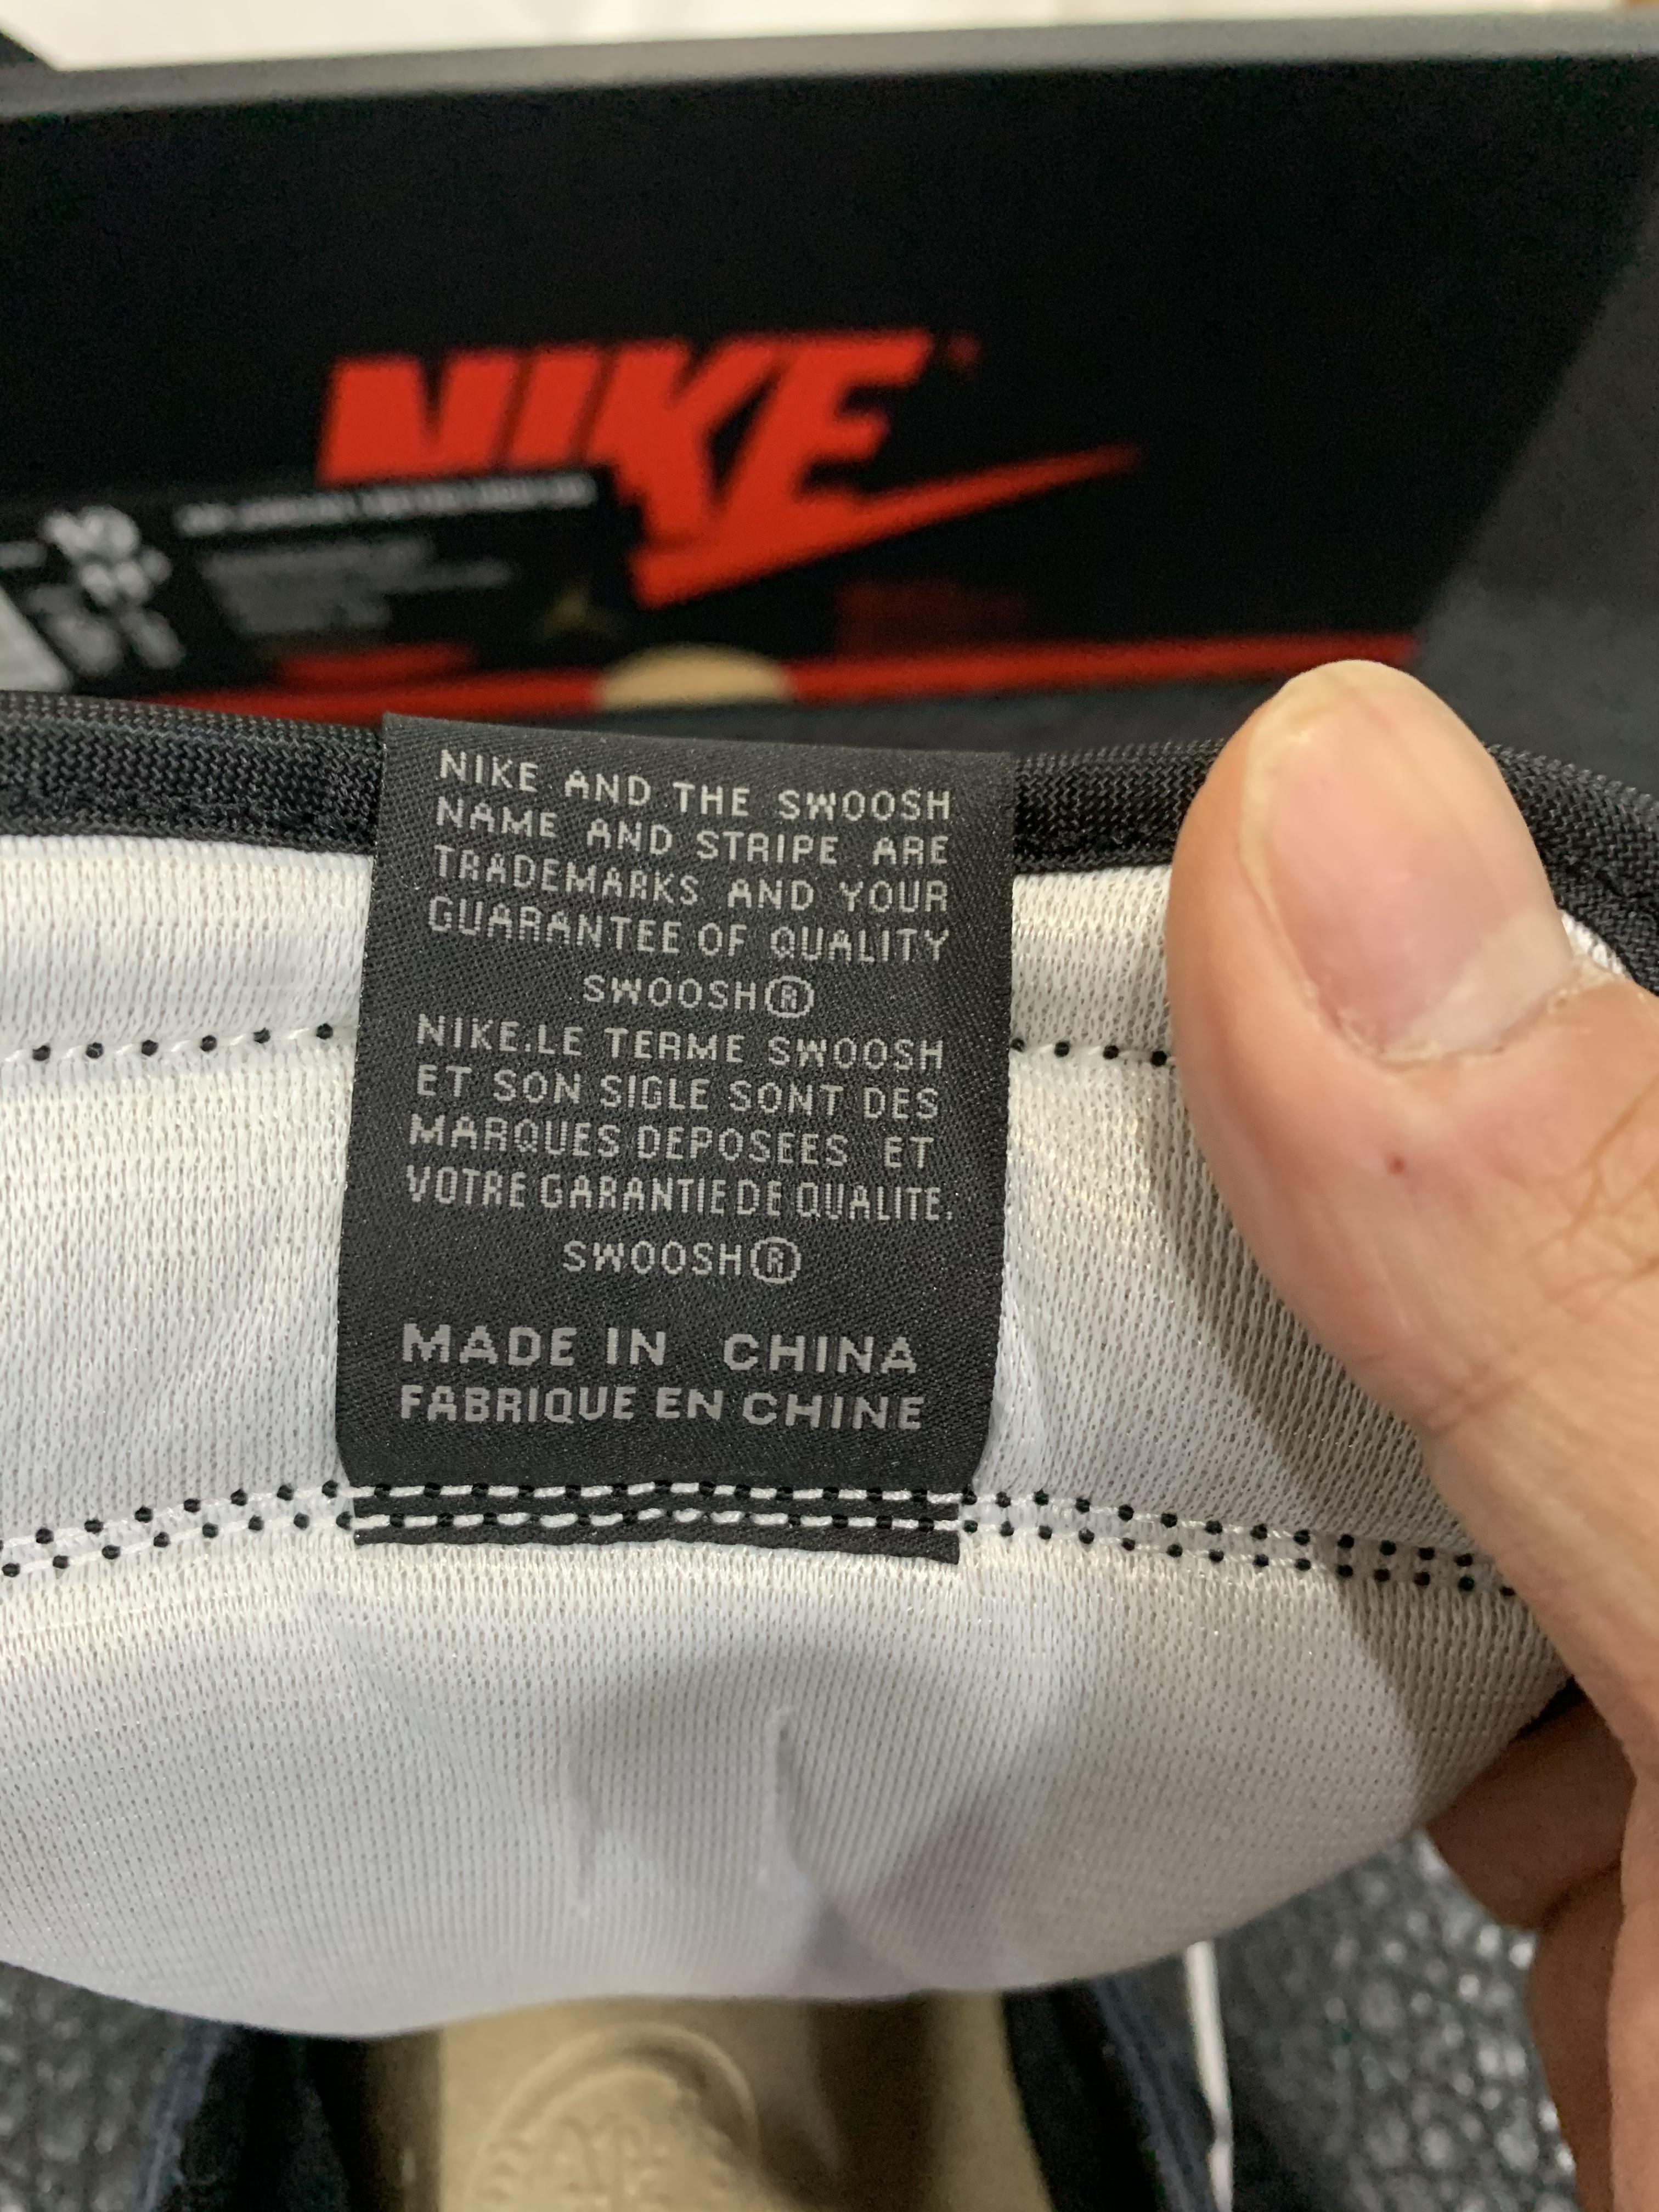 NIKE
NIKE AND THE SWOOSH
NAME AND STRIPE ARE
TRADEMARKS AND YOUR
GUARANTEE OF QUALITY
SWOOSH®
NIKE.LE TERME SWOOSH
ET SON SIGLE SONT DES
MARQUES DEPOSEES ET
VOTRE GARANTIE DE QUALITE.
SWOOSH®
MADE IN CHINA
FABRIQUE EN CHINE